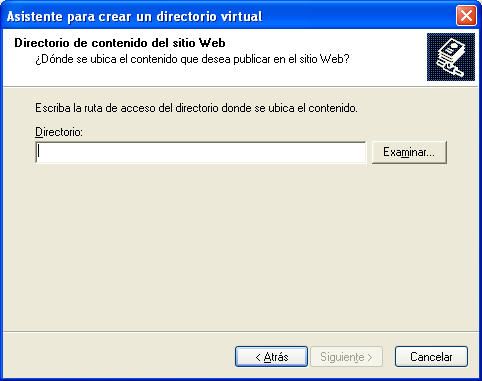 Asistente para crear un directorio virtual
Directorio de contenido del sitio Web
¿Dónde se ubica el contenido que desea publicar en el sitio Web?
Escriba la ruta de acceso del directorio donde se ubica el contenido.
Directorio:
Examinar...
< Atrás
Siguiente >
Cancelar